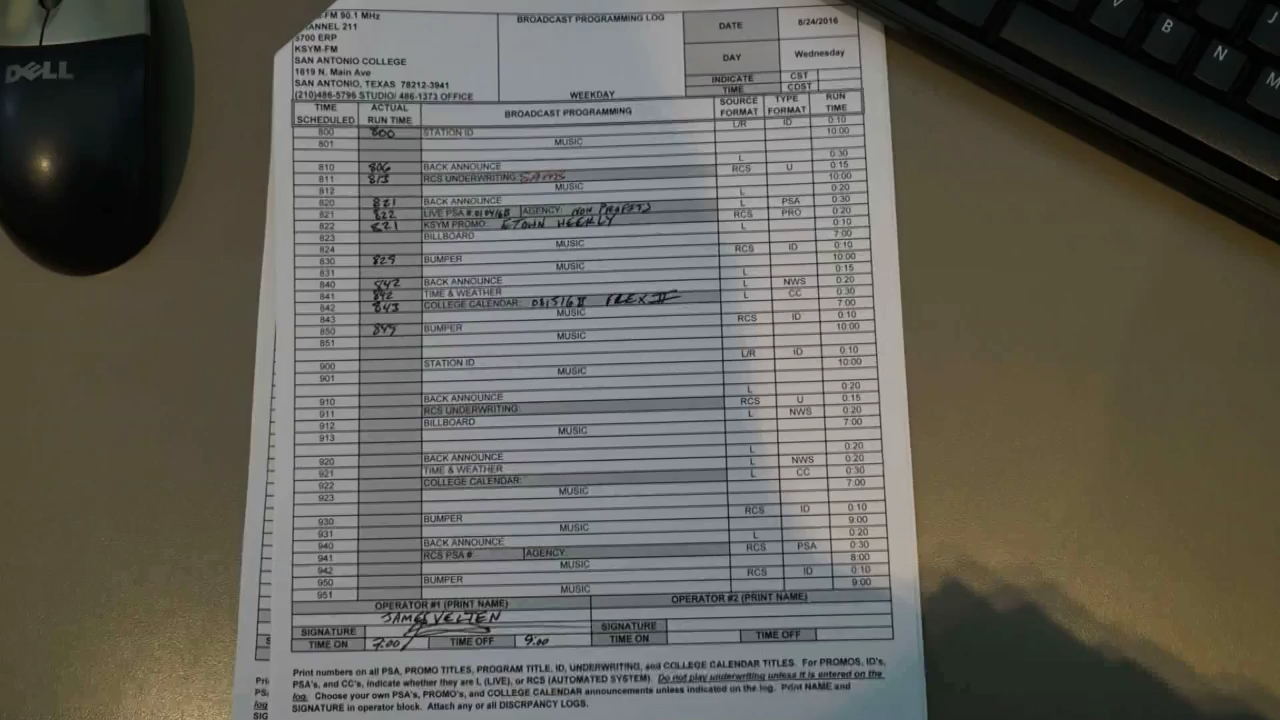 FM 90.1 MHz
ANNEL 211
5700 ERP
KSYM-FM
SAN ANTONIO COLLEGE
1819 N. Main Ave
SAN ANTONIO, TEXAS 78212-3941
(210)486-5796 STUDIO/ 486-1373 OFFICE
BROADCAST PROGRAMMING LOG
WEEKDAY
DATE 8/24/2016
DAY Wednesday
INDICATE CST
TIME CDST
TIME SCHEDULED ACTUAL RUN TIME BROADCAST PROGRAMMING SOURCE FORMAT TYPE FORMAT RUN TIME
800 800 STATION ID L/R ID 0:10
801 MUSIC 10:00
810 806 BACK ANNOUNCE L 0:30
811 813 RCS UNDERWRITING: SAMS RCS U 0:15
812 MUSIC 10:00
820 821 BACK ANNOUNCE L 0:20
821 822 LIVE PSA #: AGENCY: NON PROFITS L PSA 0:30
822 821 KSYM PROMO: ETOWN WEEKLY RCS PRO 0:20
823 BILLBOARD L 0:10
824 MUSIC 7:00
830 829 BUMPER RCS ID 0:10
831 MUSIC 10:00
840 842 BACK ANNOUNCE L 0:15
841 842 TIME & WEATHER L NWS 0:20
842 843 COLLEGE CALENDAR: FLEX II L CC 0:30
843 MUSIC 7:00
850 849 BUMPER RCS ID 0:10
851 MUSIC 10:00
900 STATION ID L/R ID 0:10
901 MUSIC 10:00
910 BACK ANNOUNCE L 0:20
911 RCS UNDERWRITING: RCS U 0:15
912 BILLBOARD L NWS 0:20
913 MUSIC 7:00
920 BACK ANNOUNCE L 0:20
921 TIME & WEATHER L NWS 0:20
922 COLLEGE CALENDAR: L CC 0:30
923 MUSIC 7:00
930 BUMPER RCS ID 0:10
931 MUSIC 9:00
940 BACK ANNOUNCE L 0:20
941 RCS PSA # AGENCY: RCS PSA 0:30
942 MUSIC 8:00
950 BUMPER RCS ID 0:10
951 MUSIC 9:00
OPERATOR #1 (PRINT NAME) OPERATOR #2 (PRINT NAME)
JAMES VELTEN
SIGNATURE SIGNATURE
TIME ON 7:00 TIME OFF 9:00 TIME ON TIME OFF
Print numbers on all PSA, PROMO TITLES, PROGRAM TITLE, ID, UNDERWRITING, and COLLEGE CALENDAR TITLES. For PROMOS, ID's,
PSA's, and CC's, indicate whether they are L (LIVE), or RCS (AUTOMATED SYSTEM). Do not play underwriting unless it is entered on the
log. Choose your own PSA's, PROMO's, and COLLEGE CALENDAR announcements unless indicated on the log. Print NAME and
SIGNATURE in operator block. Attach any or all DISCRPANCY LOGS.
DELL
V
B
N
M
J